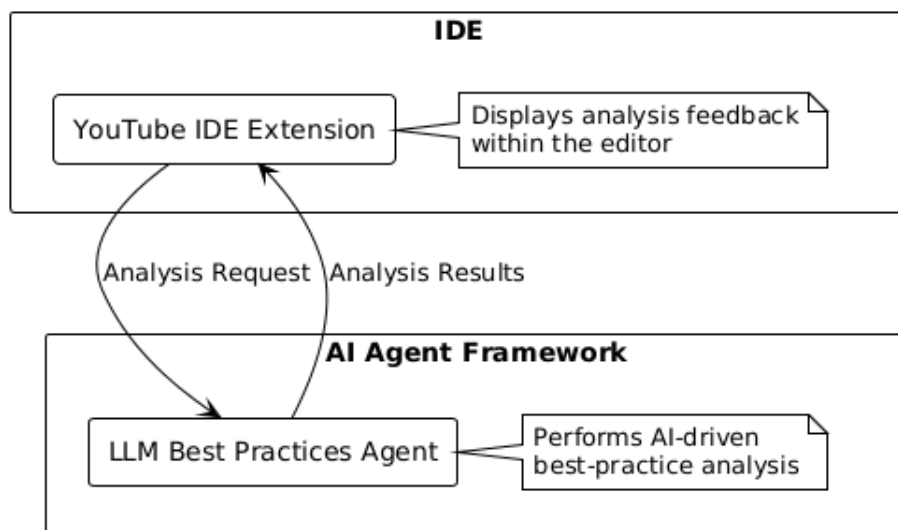 IDE
YouTube IDE Extension
Displays analysis feedback
within the editor
Analysis Request
Analysis Results
AI Agent Framework
LLM Best Practices Agent
Performs AI-driven
best-practice analysis